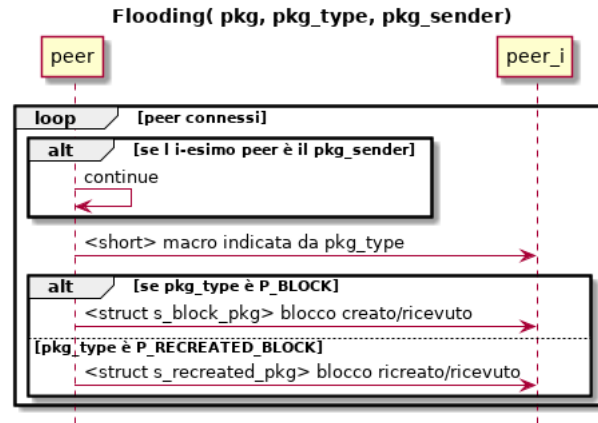 Flooding( pkg, pkg_type, pkg_sender)
peer peer_i
loop [peer connessi]
alt [se l i-esimo peer è il pkg_sender]
continue
<short> macro indicata da pkg_type
alt [se pkg_type è P_BLOCK]
<struct s_block_pkg> blocco creato/ricevuto
[pkg_type è P_RECREATED_BLOCK]
<struct s_recreated_pkg> blocco ricreato/ricevuto